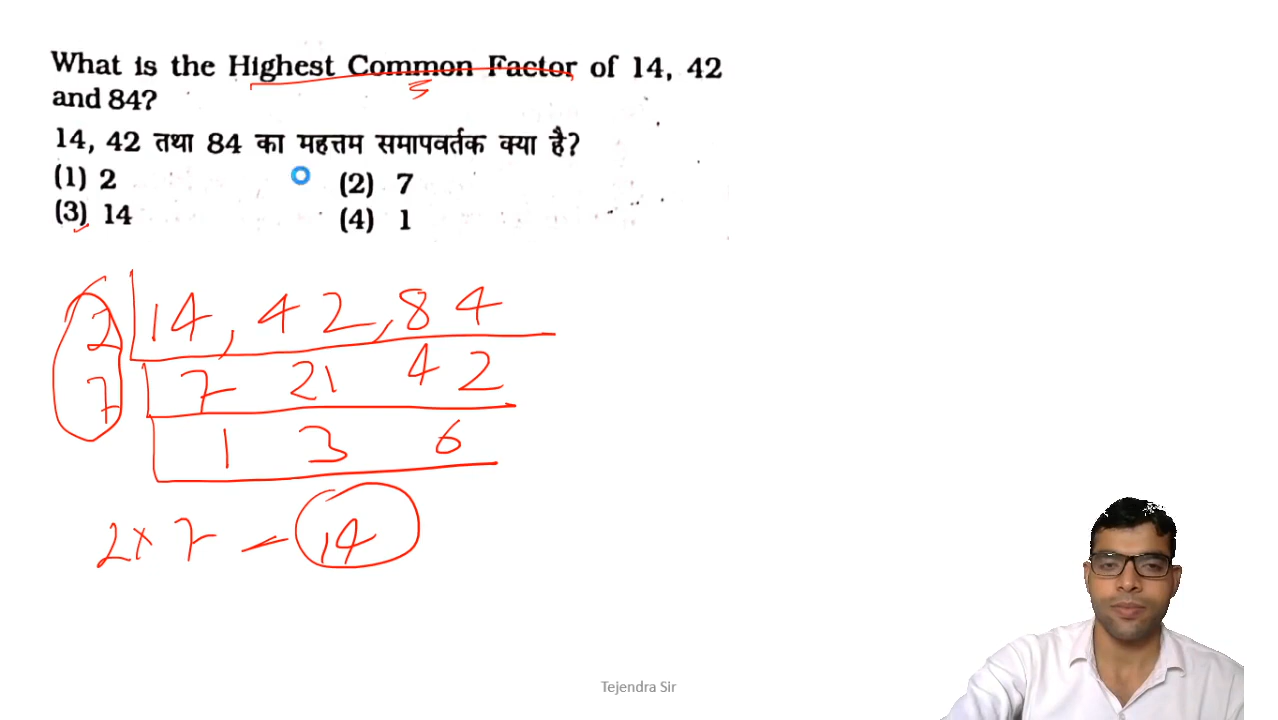 What is the Highest Common Factor of 14, 42
and 84?
14, 42 तथा 84 का महत्तम समापवर्तक क्या है?
(1) 2 (2) 7
(3) 14 (4) 1
2 14, 42, 84
7 7 21 42
1 3 6
2 x 7 - 14
Tejendra Sir